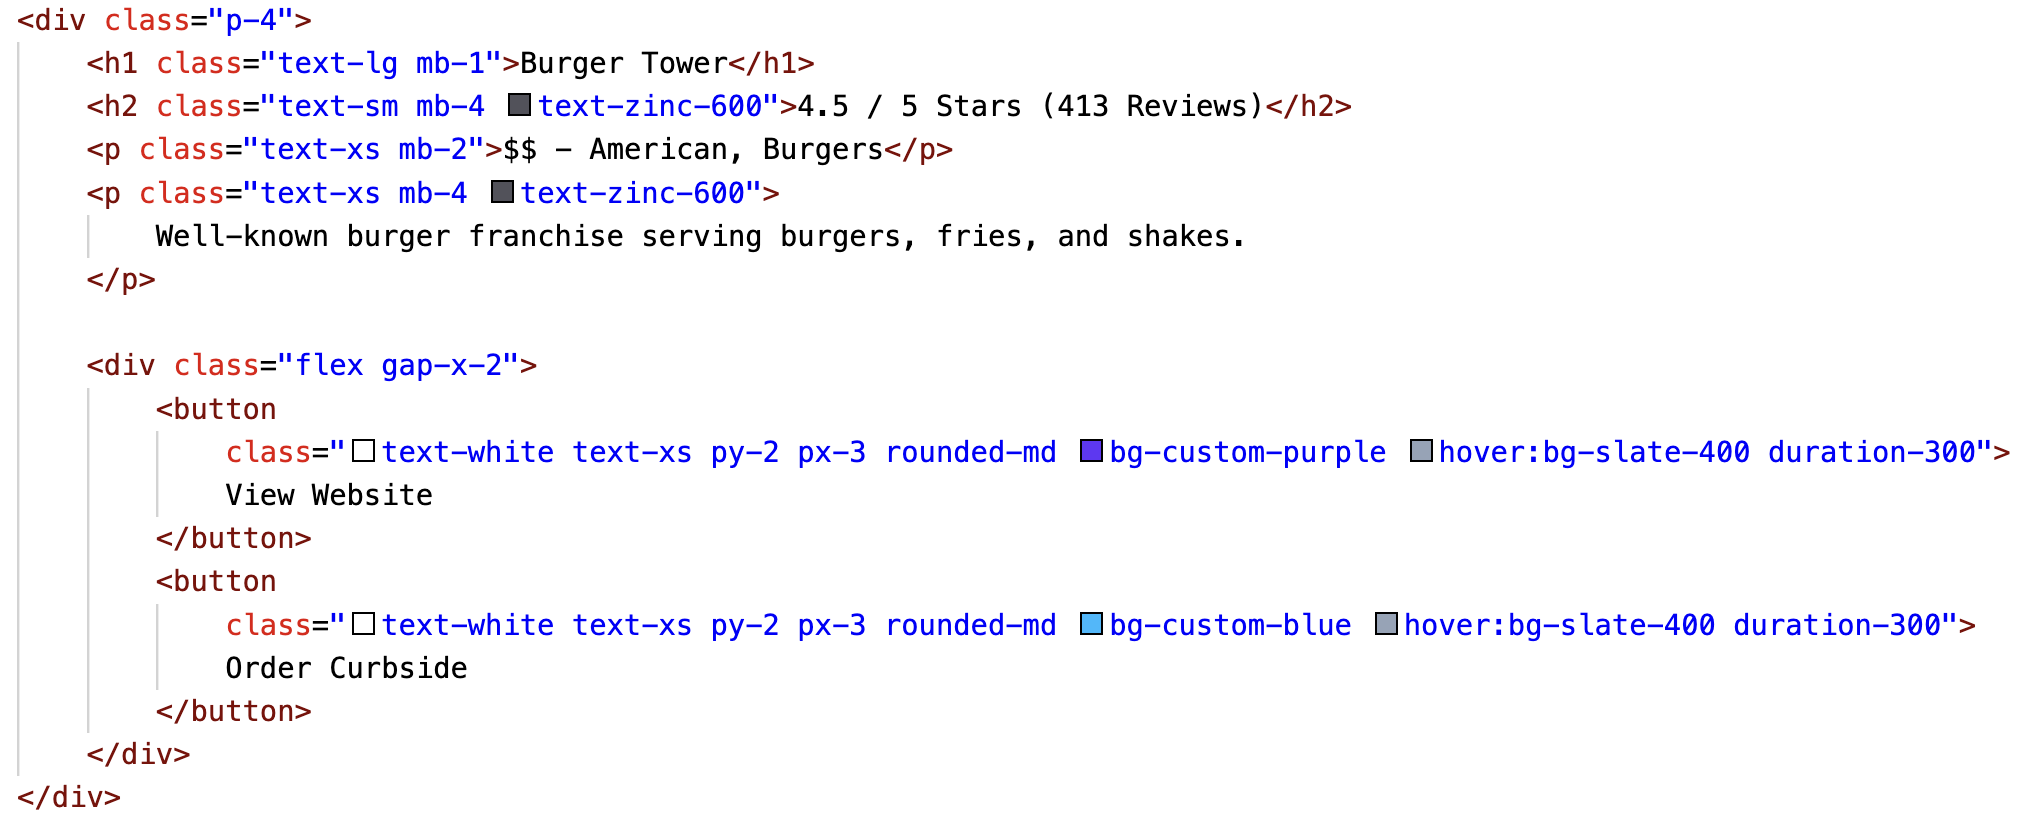 <div class="p-4">
<h1 class="text-lg mb-1">Burger Tower</h1>
<h2 class="text-sm mb-4 text-zinc-600">4.5 / 5 Stars (413 Reviews)</h2>
<p class="text-xs mb-2">$$ - American, Burgers</p>
<p class="text-xs mb-4 text-zinc-600">
Well-known burger franchise serving burgers, fries, and shakes.
</p>
<div class="flex gap-x-2">
<button
class="text-white text-xs py-2 px-3 rounded-md bg-custom-purple hover:bg-slate-400 duration-300">
View Website
</button>
<button
class="text-white text-xs py-2 px-3 rounded-md bg-custom-blue hover:bg-slate-400 duration-300">
Order Curbside
</button>
</div>
</div>